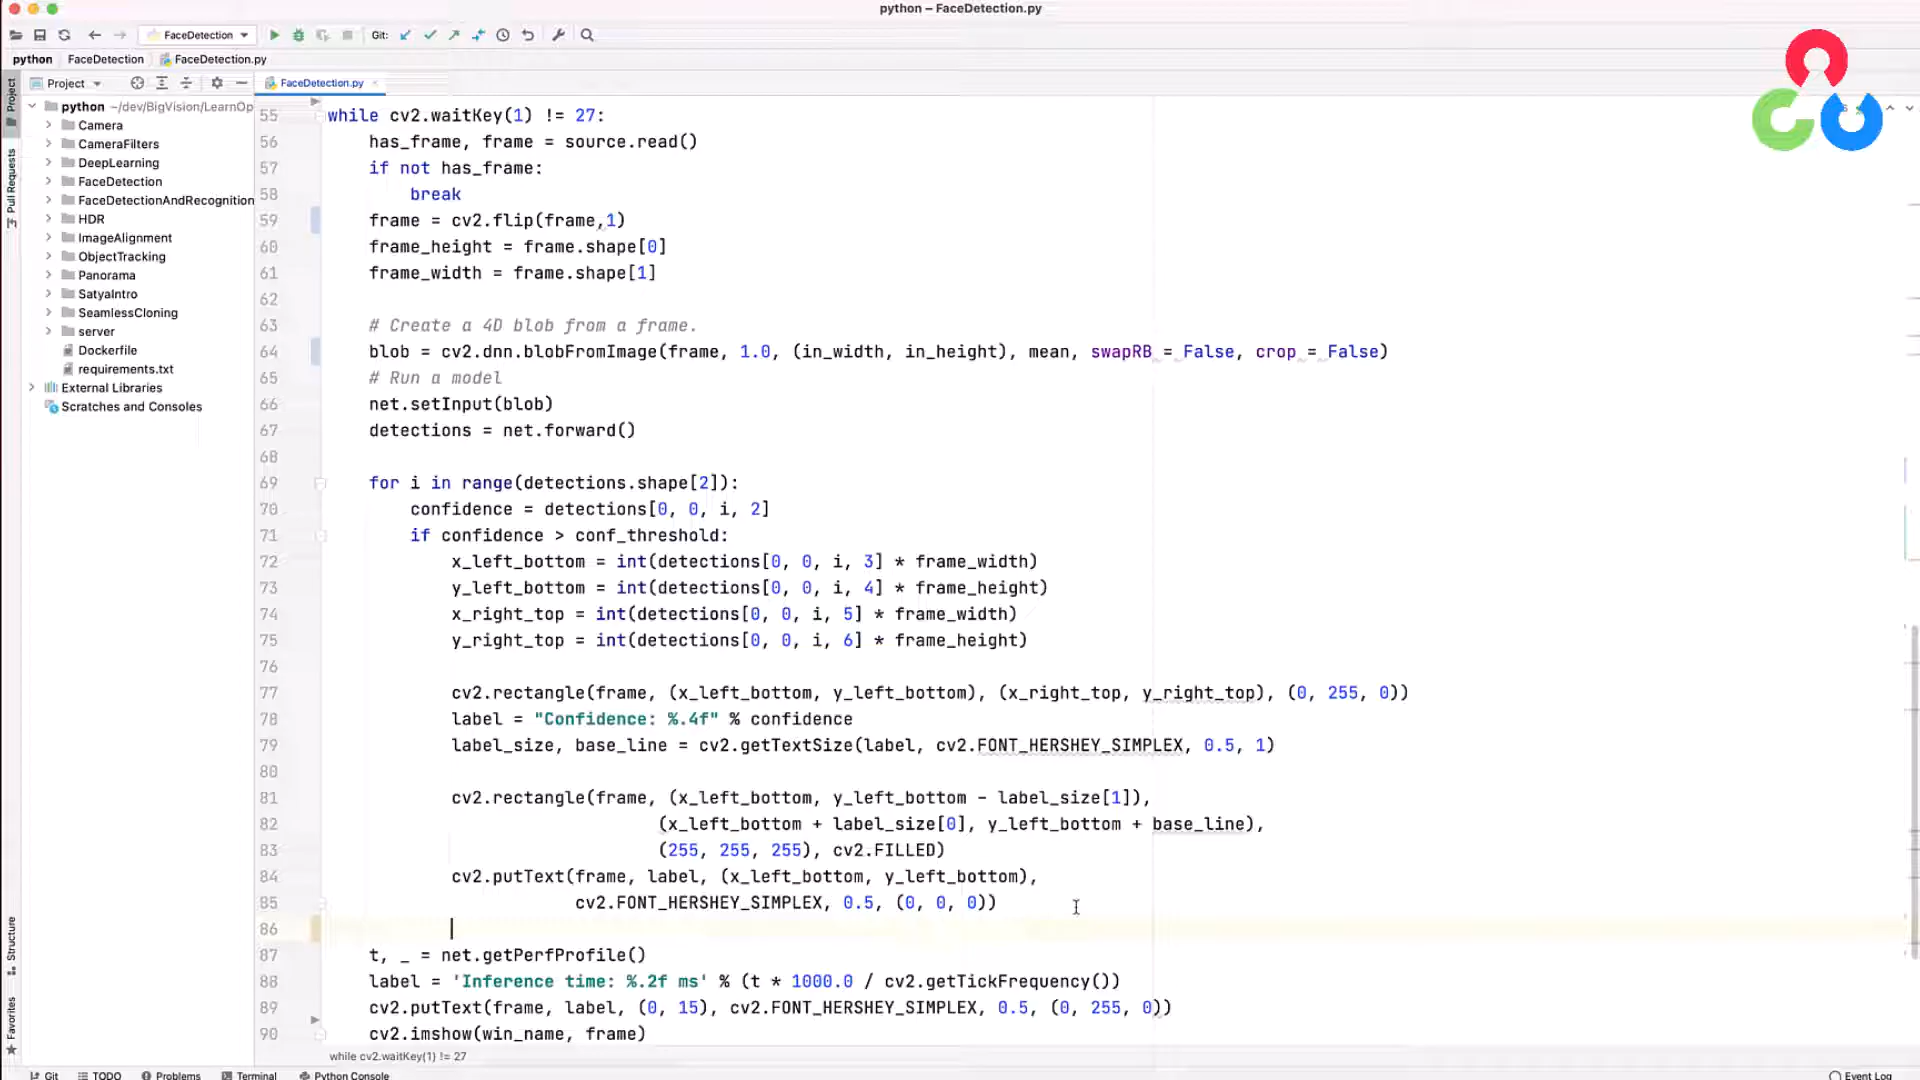 python – FaceDetection.py
FaceDetection
Git:
python FaceDetection FaceDetection.py
Project
FaceDetection.py
Project
Pull Requests
Structure
Favorites
python ~/dev/BigVision/LearnOp
Camera
CameraFilters
DeepLearning
FaceDetection
FaceDetectionAndRecognition
HDR
ImageAlignment
ObjectTracking
Panorama
SatyaIntro
SeamlessCloning
server
Dockerfile
requirements.txt
External Libraries
Scratches and Consoles
55 while cv2.waitKey(1) != 27:
56 has_frame, frame = source.read()
57 if not has_frame:
58 break
59 frame = cv2.flip(frame,1)
60 frame_height = frame.shape[0]
61 frame_width = frame.shape[1]
62
63 # Create a 4D blob from a frame.
64 blob = cv2.dnn.blobFromImage(frame, 1.0, (in_width, in_height), mean, swapRB = False, crop = False)
65 # Run a model
66 net.setInput(blob)
67 detections = net.forward()
68
69 for i in range(detections.shape[2]):
70 confidence = detections[0, 0, i, 2]
71 if confidence > conf_threshold:
72 x_left_bottom = int(detections[0, 0, i, 3] * frame_width)
73 y_left_bottom = int(detections[0, 0, i, 4] * frame_height)
74 x_right_top = int(detections[0, 0, i, 5] * frame_width)
75 y_right_top = int(detections[0, 0, i, 6] * frame_height)
76
77 cv2.rectangle(frame, (x_left_bottom, y_left_bottom), (x_right_top, y_right_top), (0, 255, 0))
78 label = "Confidence: %.4f" % confidence
79 label_size, base_line = cv2.getTextSize(label, cv2.FONT_HERSHEY_SIMPLEX, 0.5, 1)
80
81 cv2.rectangle(frame, (x_left_bottom, y_left_bottom - label_size[1]),
82 (x_left_bottom + label_size[0], y_left_bottom + base_line),
83 (255, 255, 255), cv2.FILLED)
84 cv2.putText(frame, label, (x_left_bottom, y_left_bottom),
85 cv2.FONT_HERSHEY_SIMPLEX, 0.5, (0, 0, 0))
86
87 t, _ = net.getPerfProfile()
88 label = 'Inference time: %.2f ms' % (t * 1000.0 / cv2.getTickFrequency())
89 cv2.putText(frame, label, (0, 15), cv2.FONT_HERSHEY_SIMPLEX, 0.5, (0, 255, 0))
90 cv2.imshow(win_name, frame)
while cv2.waitKey(1) != 27
Git TODO Problems Terminal Python Console Event Log